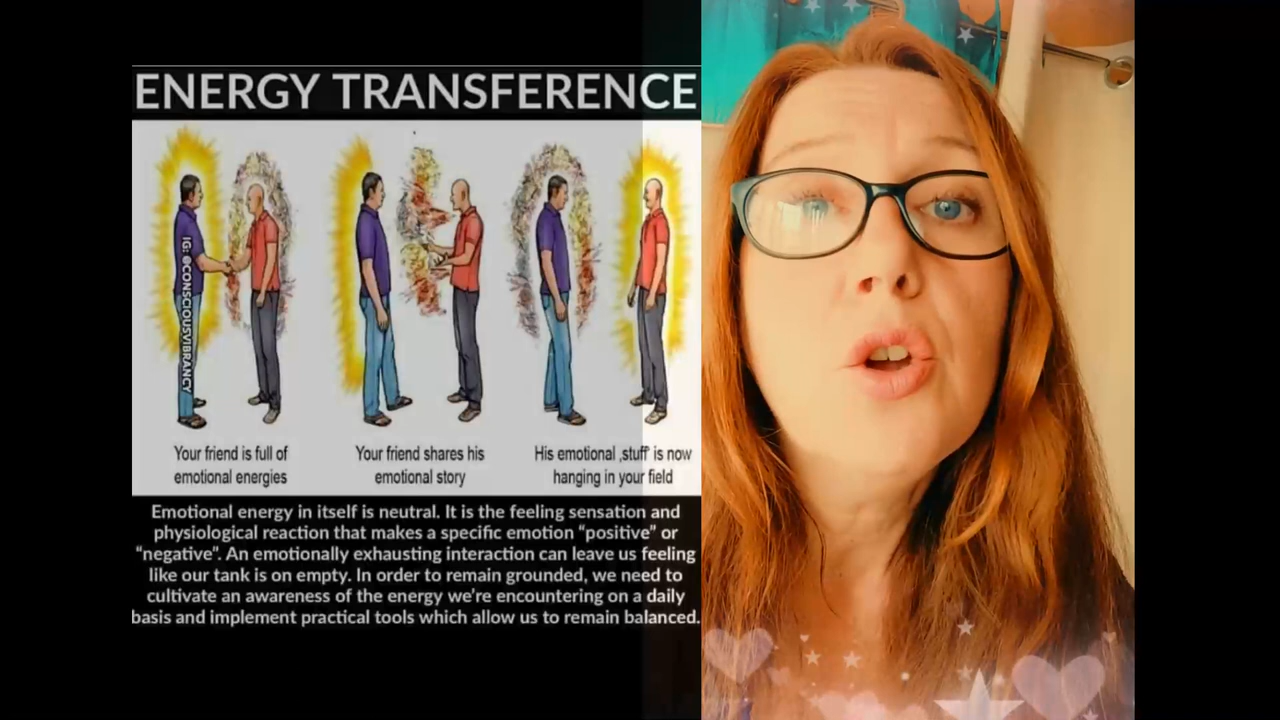 ENERGY TRANSFERENCE
IG: @CONSCIOUSVIBRANCY
Your friend is full of
emotional energies
Your friend shares his
emotional story
His emotional ‚stuff' is now
hanging in your field
Emotional energy in itself is neutral. It is the feeling sensation and
physiological reaction that makes a specific emotion “positive” or
“negative”. An emotionally exhausting interaction can leave us feeling
like our tank is on empty. In order to remain grounded, we need to
cultivate an awareness of the energy we’re encountering on a daily
basis and implement practical tools which allow us to remain balanced.